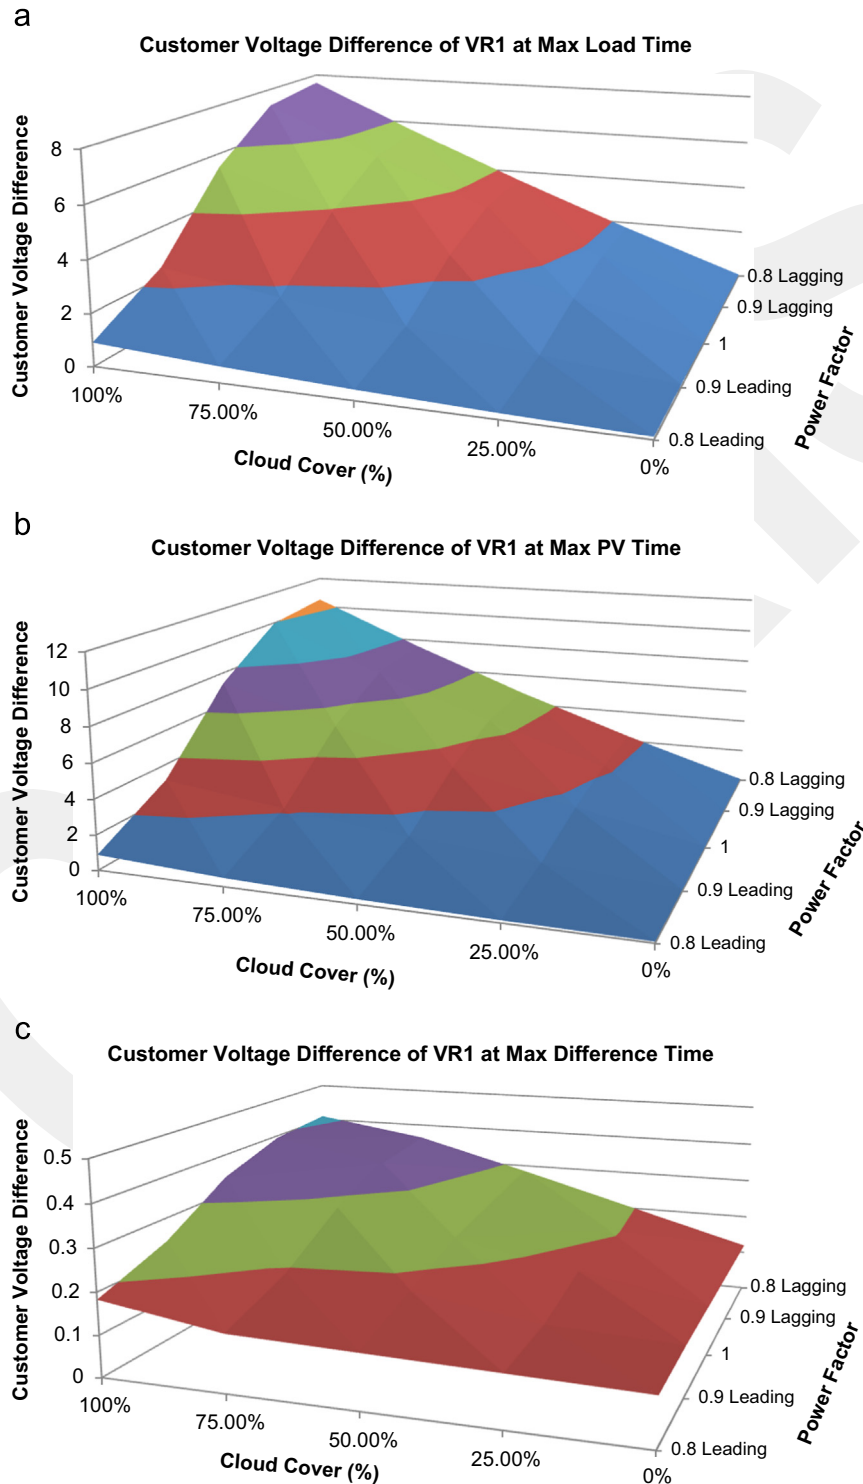 a
Customer Voltage Difference of VR1 at Max Load Time
Customer Voltage Difference
8
6
4
2
0
100%
75.00%
50.00%
25.00%
0%
Cloud Cover (%)
0.8 Lagging
0.9 Lagging
1
0.9 Leading
0.8 Leading
Power Factor
b
Customer Voltage Difference of VR1 at Max PV Time
Customer Voltage Difference
12
10
8
6
4
2
0
100%
75.00%
50.00%
25.00%
0%
Cloud Cover (%)
0.8 Lagging
0.9 Lagging
1
0.9 Leading
0.8 Leading
Power Factor
c
Customer Voltage Difference of VR1 at Max Difference Time
Customer Voltage Difference
0.5
0.4
0.3
0.2
0.1
0
100%
75.00%
50.00%
25.00%
0%
Cloud Cover (%)
0.8 Lagging
0.9 Lagging
1
0.9 Leading
0.8 Leading
Power Factor